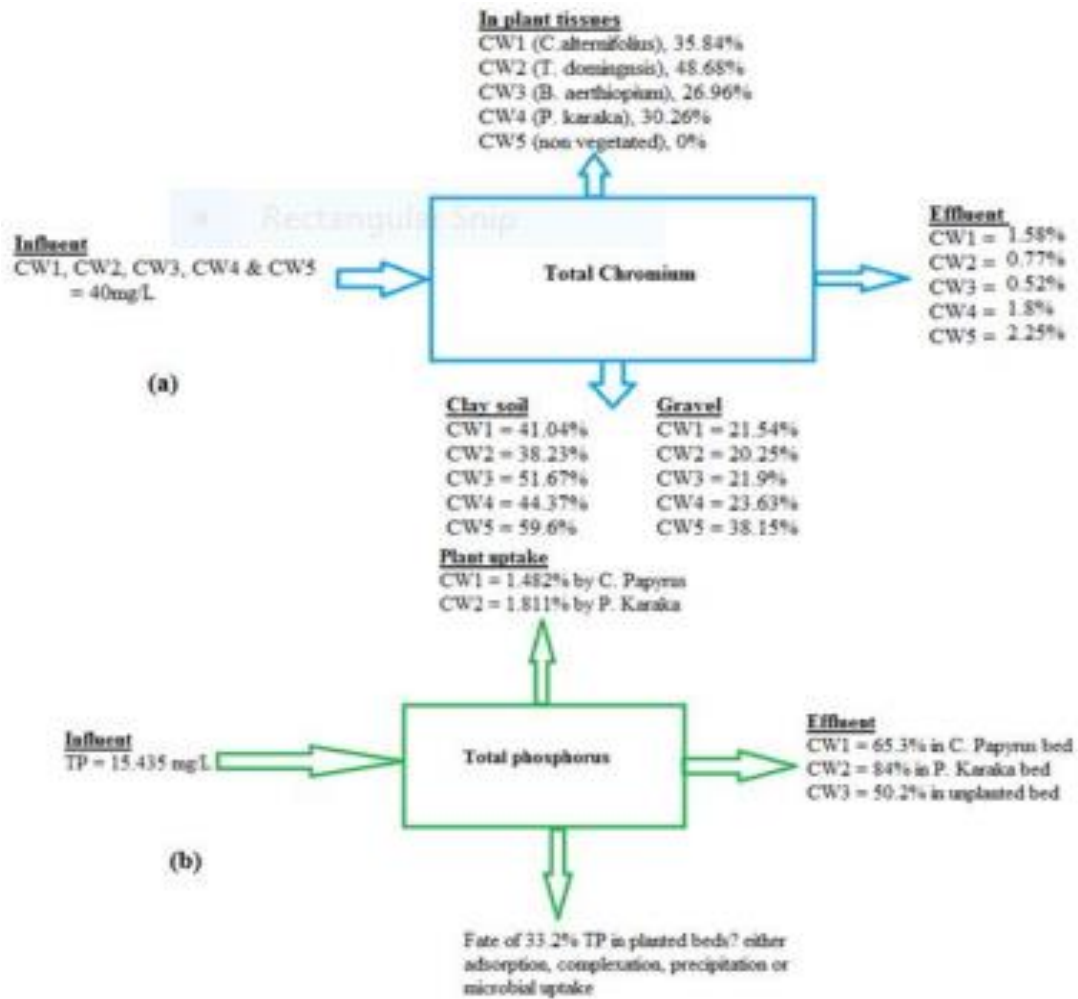 In plant tissues
CW1 (C.alternifolius), 35.84%
CW2 (T. domingnsis), 48.68%
CW3 (B. aerthiopium), 26.96%
CW4 (P. karaka), 30.26%
CW5 (non vegetated), 0%
Rectangular Snip
Influent
CW1, CW2, CW3, CW4 & CW5
= 40mg/L
Total Chromium
Effluent
CW1 = 1.58%
CW2 = 0.77%
CW3 = 0.52%
CW4 = 1.8%
CW5 = 2.25%
(a)
Clay soil
CW1 = 41.04%
CW2 = 38.23%
CW3 = 51.67%
CW4 = 44.37%
CW5 = 59.6%
Gravel
CW1 = 21.54%
CW2 = 20.25%
CW3 = 21.9%
CW4 = 23.63%
CW5 = 38.15%
Plant uptake
CW1 = 1.482% by C. Papyrus
CW2 = 1.811% by P. Karaka
Influent
TP = 15.435 mg/L
Total phosphorus
Effluent
CW1 = 65.3% in C. Papyrus bed
CW2 = 84% in P. Karaka bed
CW3 = 50.2% in unplanted bed
(b)
Fate of 33.2% TP in planted beds? either
adsorption, complexation, precipitation or
microbial uptake